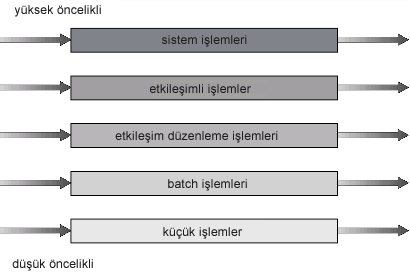 yüksek öncelikli
sistem işlemleri
etkileşimli işlemler
etkileşim düzenleme işlemleri
batch işlemleri
küçük işlemler
düşük öncelikli